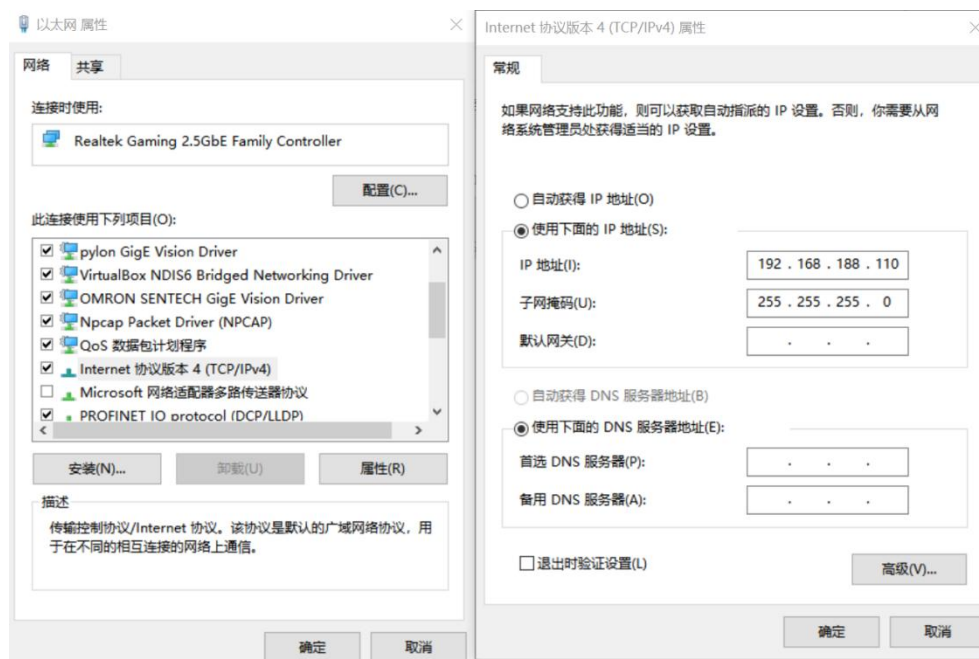 以太网 属性
网络
共享
连接时使用:
Realtek Gaming 2.5GbE Family Controller
配置(C)...
此连接使用下列项目(O):
pylon GigE Vision Driver
VirtualBox NDIS6 Bridged Networking Driver
OMRON SENTECH GigE Vision Driver
Npcap Packet Driver (NPCAP)
QoS 数据包计划程序
Internet 协议版本 4 (TCP/IPv4)
Microsoft 网络适配器多路传送器协议
PROFINET IO protocol (DCP/LLDP)
安装(N)...
卸载(U)
属性(R)
描述
传输控制协议/Internet 协议。该协议是默认的广域网络协议，用
于在不同的相互连接的网络上通信。
确定
取消
Internet 协议版本 4 (TCP/IPv4) 属性
常规
如果网络支持此功能，则可以获取自动指派的 IP 设置。否则，你需要从网
络系统管理员处获得适当的 IP 设置。
自动获得 IP 地址(O)
使用下面的 IP 地址(S):
IP 地址(I):
192 . 168 . 188 . 110
子网掩码(U):
255 . 255 . 255 . 0
默认网关(D):
. . .
自动获得 DNS 服务器地址(B)
使用下面的 DNS 服务器地址(E):
首选 DNS 服务器(P):
. . .
备用 DNS 服务器(A):
. . .
退出时验证设置(L)
高级(V)...
确定
取消